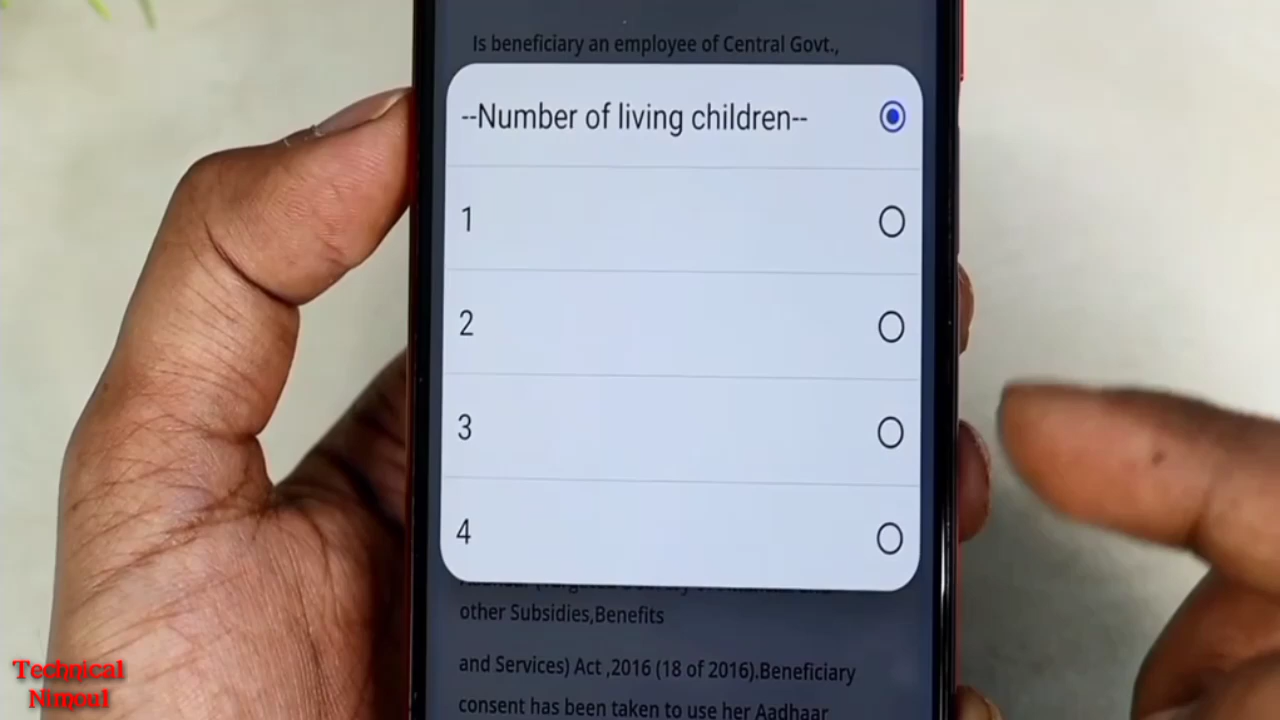 Is beneficiary an employee of Central Govt.,
--Number of living children--
1
2
3
4
other Subsidies,Benefits
and Services) Act ,2016 (18 of 2016).Beneficiary
consent has been taken to use her Aadhaar
Technical
Nimoul